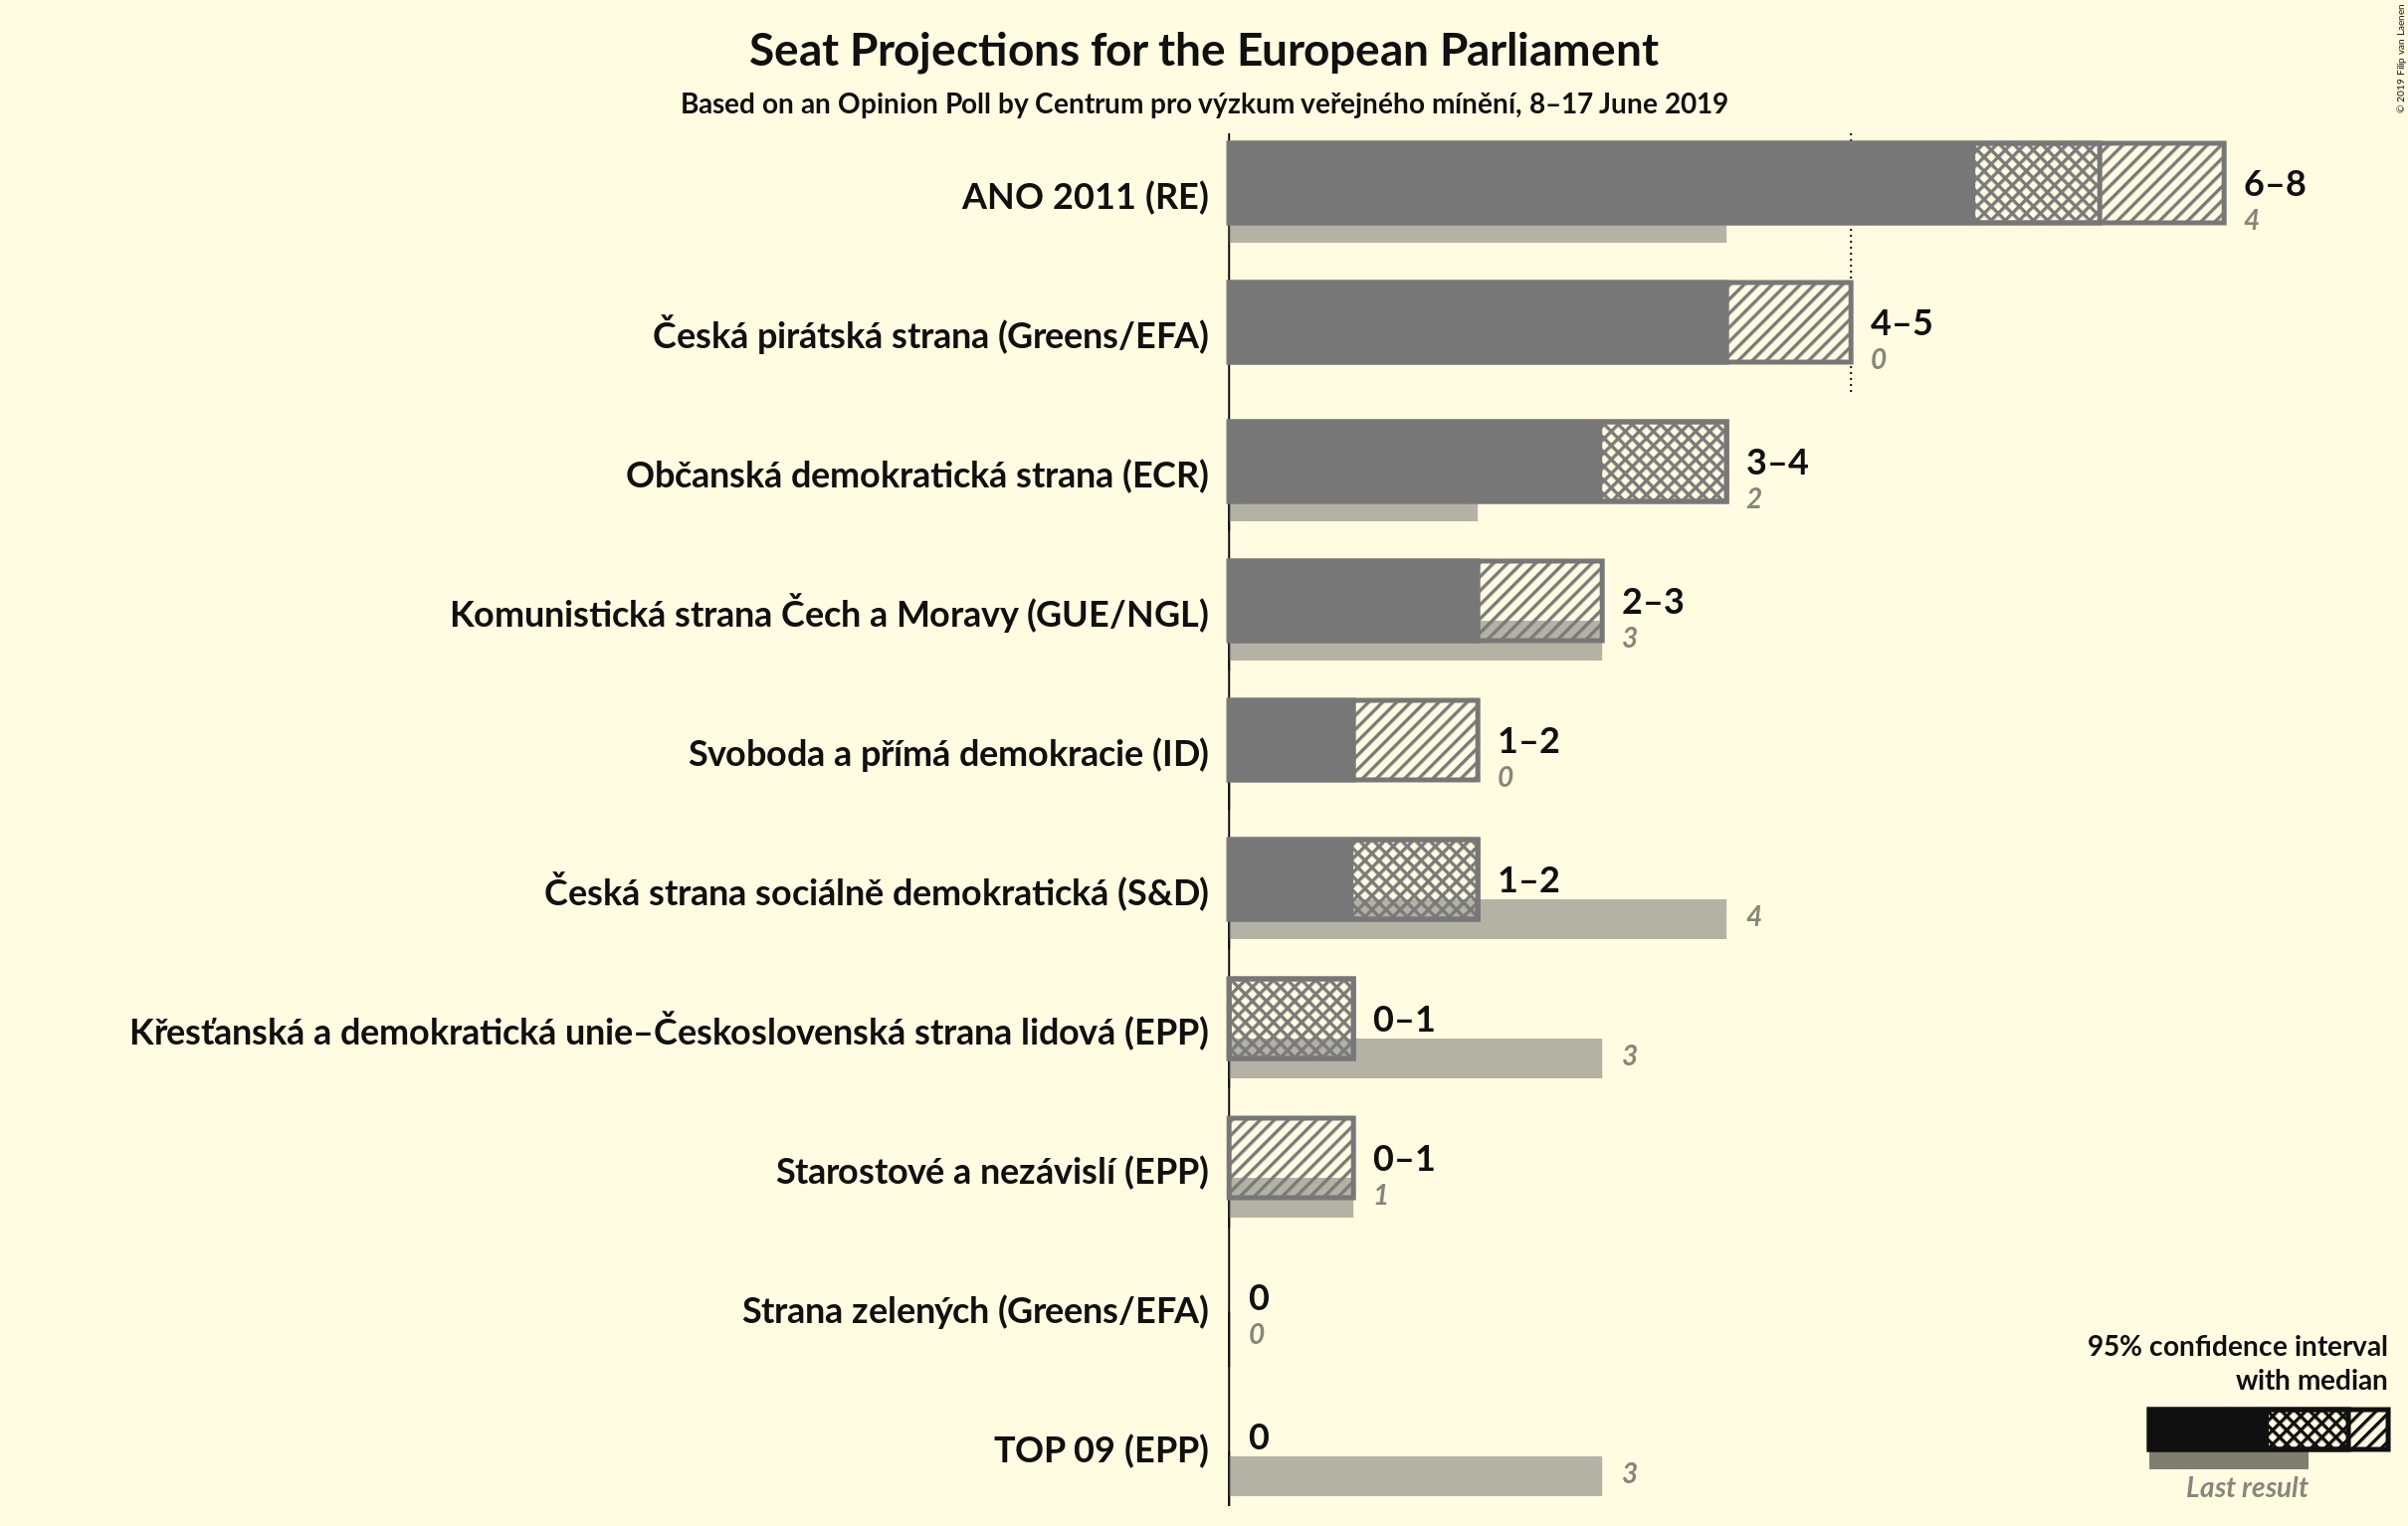 Seat Projections for the European Parliament
Based on an Opinion Poll by Centrum pro výzkum veřejného mínění, 8–17 June 2019
© 2019 Filip van Laenen
ANO 2011 (RE)
6–8
4
Česká pirátská strana (Greens/EFA)
4–5
0
Občanská demokratická strana (ECR)
3–4
2
Komunistická strana Čech a Moravy (GUE/NGL)
2–3
3
Svoboda a přímá demokracie (ID)
1–2
0
Česká strana sociálně demokratická (S&D)
1–2
4
Křesťanská a demokratická unie–Československá strana lidová (EPP)
0–1
3
Starostové a nezávislí (EPP)
0–1
1
Strana zelených (Greens/EFA)
0
0
TOP 09 (EPP)
0
3
95% confidence interval
with median
Last result